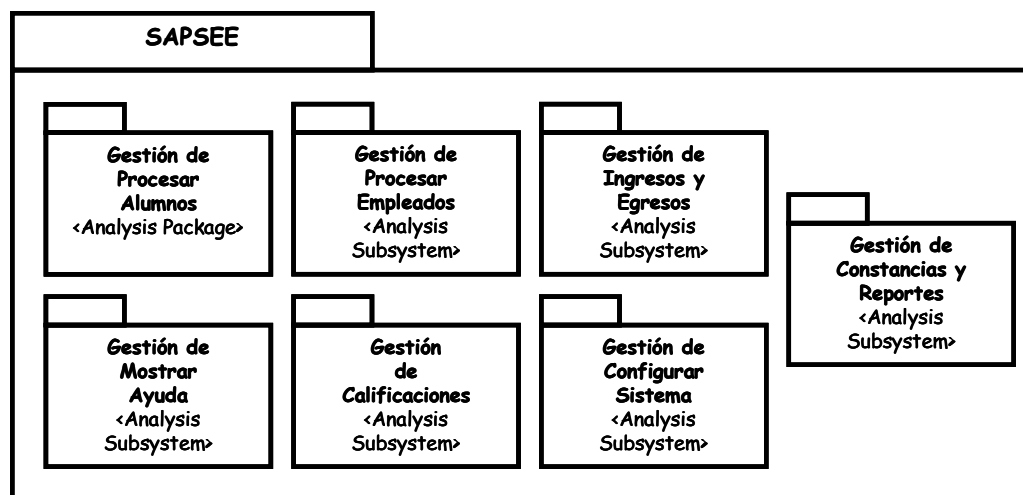 SAPSEE
Gestión de
Procesar
Alumnos
<Analysis Package>
Gestión de
Procesar
Empleados
<Analysis
Subsystem>
Gestión de
Ingresos y
Egresos
<Analysis
Subsystem>
Gestión de
Constancias y
Reportes
<Analysis
Subsystem>
Gestión de
Mostrar
Ayuda
<Analysis
Subsystem>
Gestión
de
Calificaciones
<Analysis
Subsystem>
Gestión de
Configurar
Sistema
<Analysis
Subsystem>